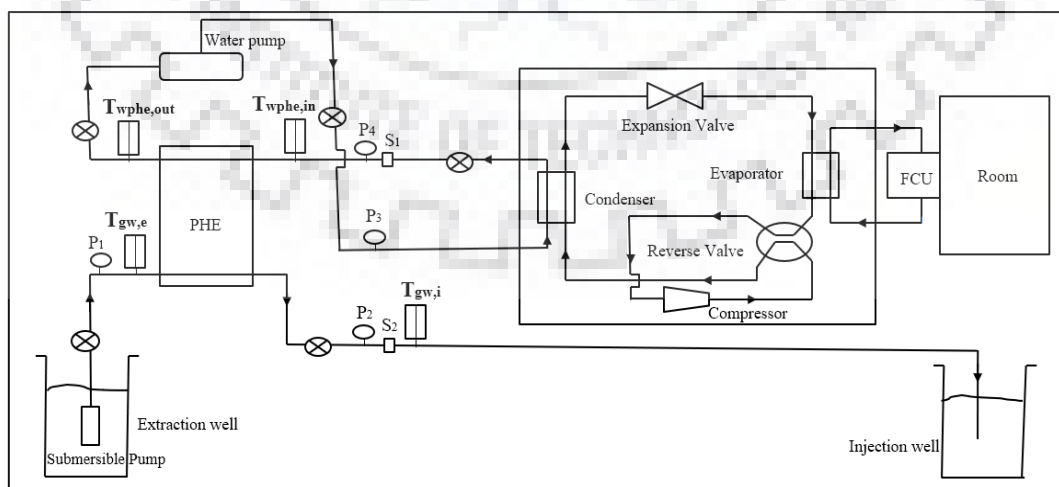 Water pump
Twphe,out
Twphe,in
P4
S1
Expansion Valve
Evaporator
FCU
Room
Condenser
PHE
Tgw,e
P1
P3
Reverse Valve
Compressor
Tgw,i
P2
S2
Extraction well
Submersible Pump
Injection well